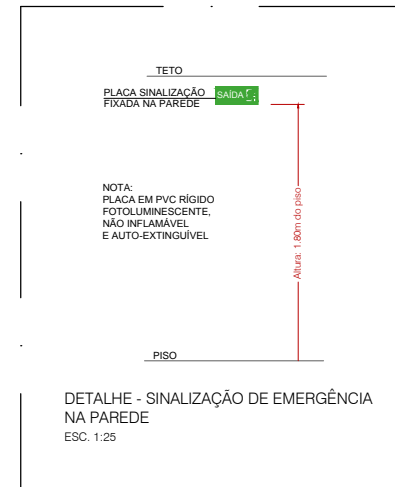 TETO
PLACA SINALIZAÇÃO
FIXADA NA PAREDE
SAÍDA
NOTA:
PLACA EM PVC RÍGIDO
FOTOLUMINESCENTE,
NÃO INFLAMÁVEL
E AUTO-EXTINGUÍVEL
Altura: 1.80m do piso
PISO
DETALHE - SINALIZAÇÃO DE EMERGÊNCIA
NA PAREDE
ESC. 1:25